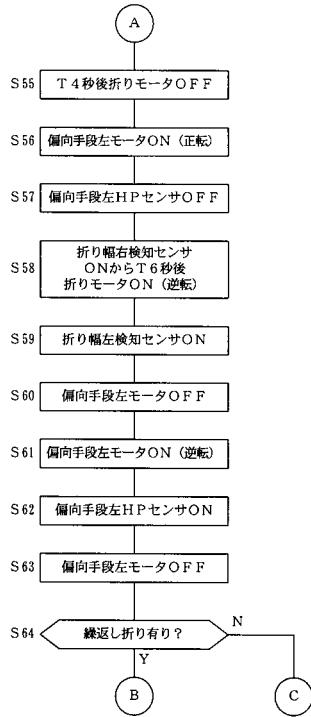 A
S55 T4秒後折りモータOFF
S56 偏向手段左モータON(正転)
S57 偏向手段左HPセンサOFF
S58 折り幅右検知センサ
ONからT6秒後
折りモータON(逆転)
S59 折り幅左検知センサON
S60 偏向手段左モータOFF
S61 偏向手段左モータON(逆転)
S62 偏向手段左HPセンサON
S63 偏向手段左モータOFF
S64 繰返し折り有り?
N
Y
B
C